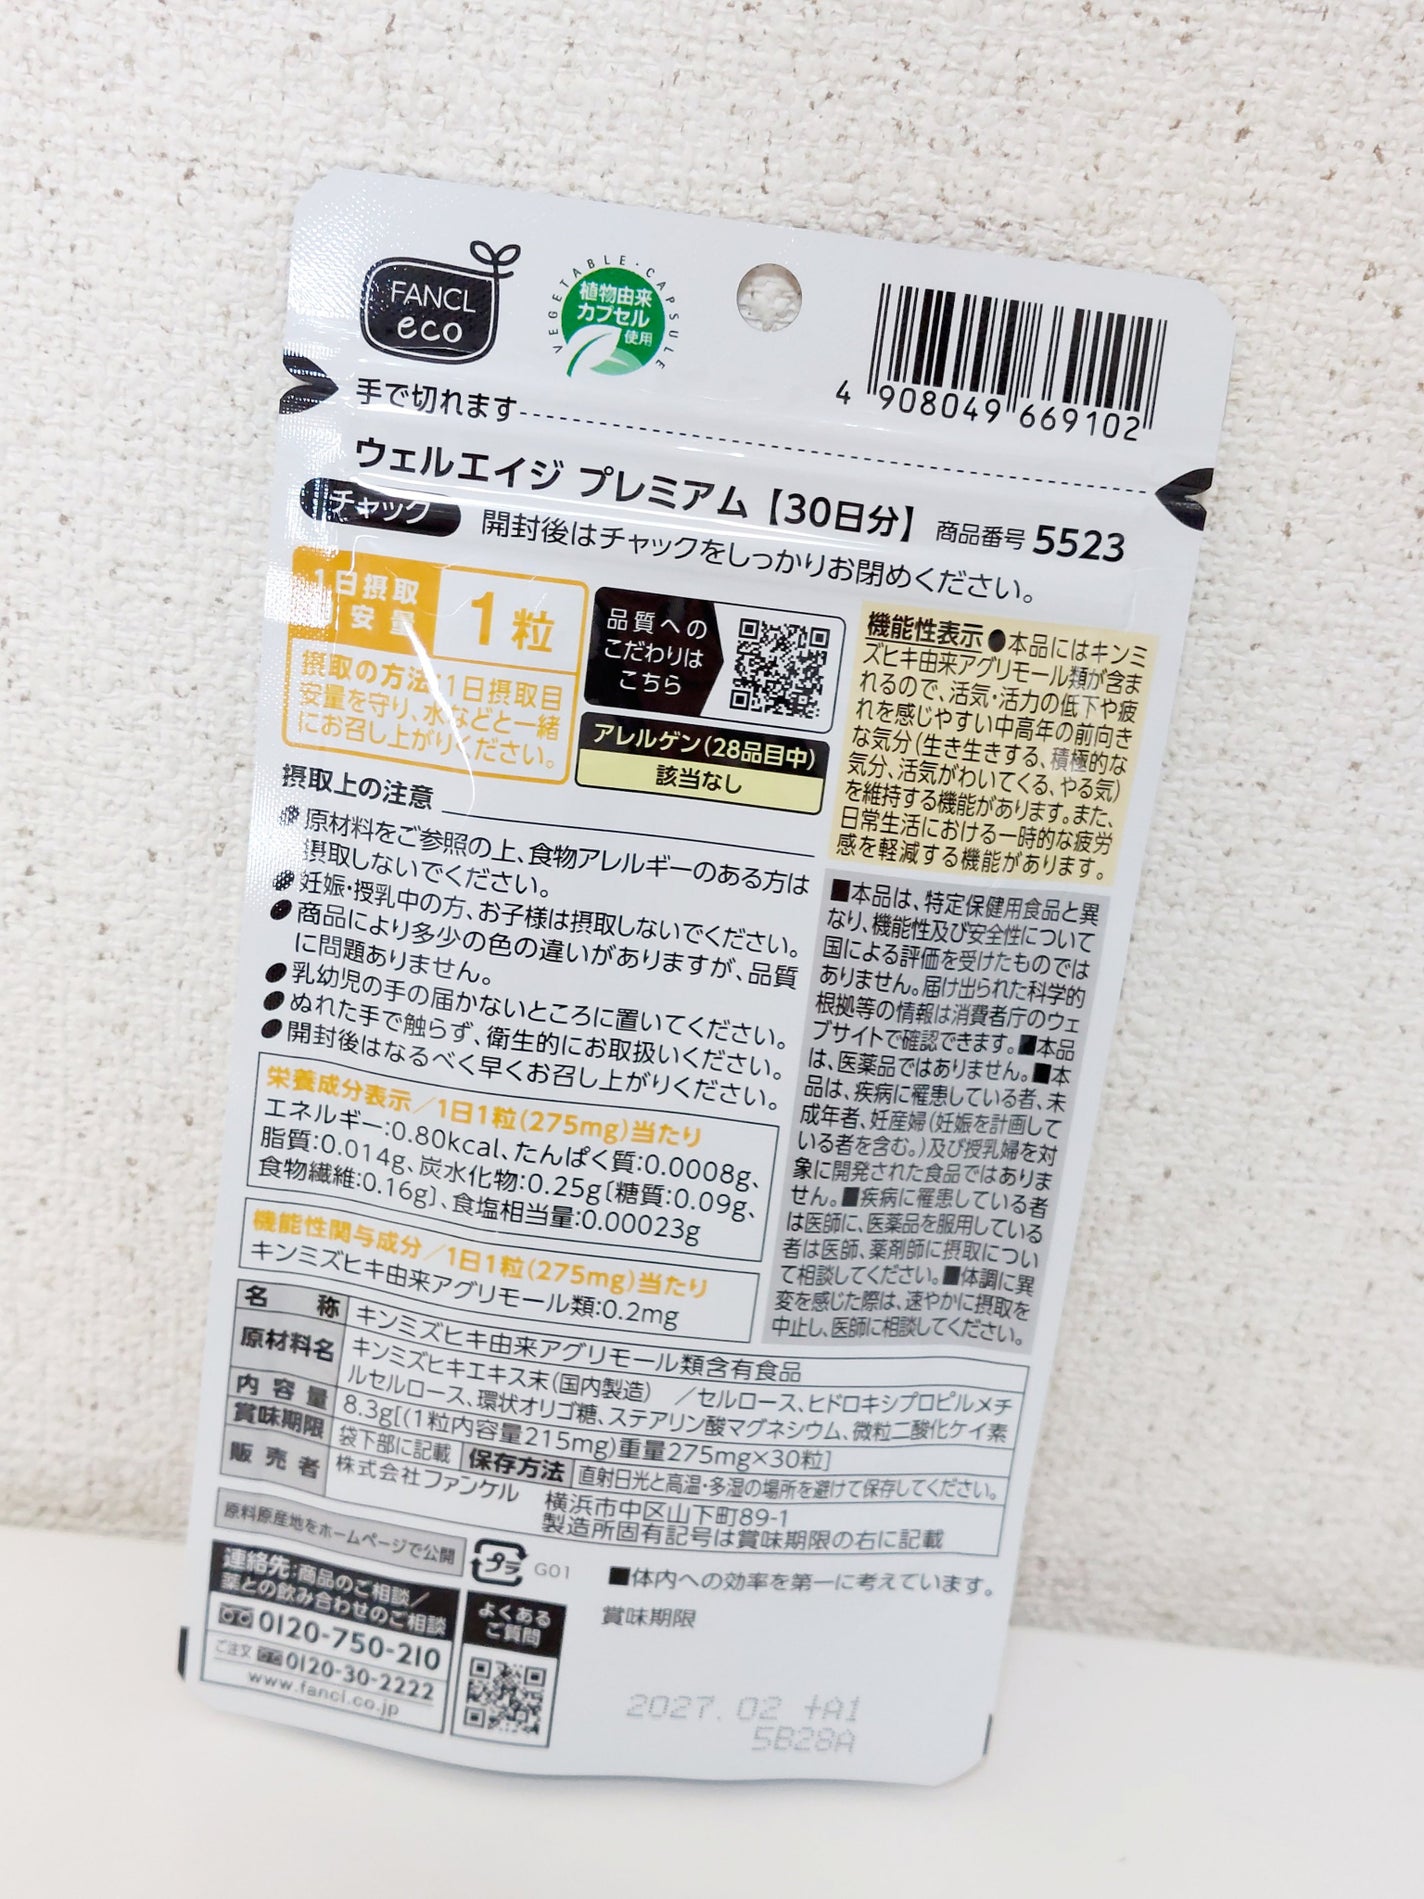 FANCL
eco
VEGETABLE・CAPSULE
植物由来
カプセル
使用
4 908049 669102
手で切れます
ウェルエイジ プレミアム【30日分】 商品番号 5523
チャック 開封後はチャックをしっかりお閉めください。
1日摂取
目安量
1粒
摂取の方法 1日摂取目
安量を守り、水などと一緒
にお召し上がりください。
品質への
こだわりは
こちら
アレルゲン(28品目中)
該当なし
機能性表示 ●本品にはキンミ
ズヒキ由来アグリモール類が含ま
れるので、活気・活力の低下や疲
れを感じやすい中高年の前向き
な気分(生き生きする、積極的な
気分、活気がわいてくる、やる気)
を維持する機能があります。また、
日常生活における一時的な疲労
感を軽減する機能があります。
摂取上の注意
●原材料をご参照の上、食物アレルギーのある方は
摂取しないでください。
●妊娠・授乳中の方、お子様は摂取しないでください。
●商品により多少の色の違いがありますが、品質
に問題ありません。
●乳幼児の手の届かないところに置いてください。
●ぬれた手で触らず、衛生的にお取扱いください。
●開封後はなるべく早くお召し上がりください。
■本品は、特定保健用食品と異
なり、機能性及び安全性について
国による評価を受けたものでは
ありません。届け出られた科学的
根拠等の情報は消費者庁のウェ
ブサイトで確認できます。■本品
は、医薬品ではありません。■本
品は、疾病に罹患している者、未
成年者、妊産婦(妊娠を計画して
いる者を含む。)及び授乳婦を対
象に開発された食品ではありま
せん。■疾病に罹患している者
は医師に、医薬品を服用している
者は医師、薬剤師に摂取につい
て相談してください。■体調に異
変を感じた際は、速やかに摂取を
中止し、医師に相談してください。
栄養成分表示/1日1粒(275mg)当たり
エネルギー:0.80kcal、たんぱく質:0.0008g、
脂質:0.014g、炭水化物:0.25g〔糖質:0.09g、
食物繊維:0.16g〕、食塩相当量:0.00023g
機能性関与成分/1日1粒(275mg)当たり
キンミズヒキ由来アグリモール類:0.2mg
名称 キンミズヒキ由来アグリモール類含有食品
原材料名 キンミズヒキエキス末(国内製造) /セルロース、ヒドロキシプロピルメチ
ルセルロース、環状オリゴ糖、ステアリン酸マグネシウム、微粒二酸化ケイ素
内容量 8.3g[(1粒内容量215mg)重量275mg×30粒]
賞味期限 袋下部に記載 保存方法 直射日光と高温・多湿の場所を避けて保存してください。
販売者 株式会社ファンケル 横浜市中区山下町89-1
製造所固有記号は賞味期限の右に記載
原料原産地をホームページで公開
プラ
G01
■体内への効率を第一に考えています。
連絡先:商品のご相談/
薬との飲み合わせのご相談
0120-750-210
ご注文 0120-30-2222
www.fancl.co.jp
よくある
ご質問
賞味期限
2027.02 +A1
5B28A